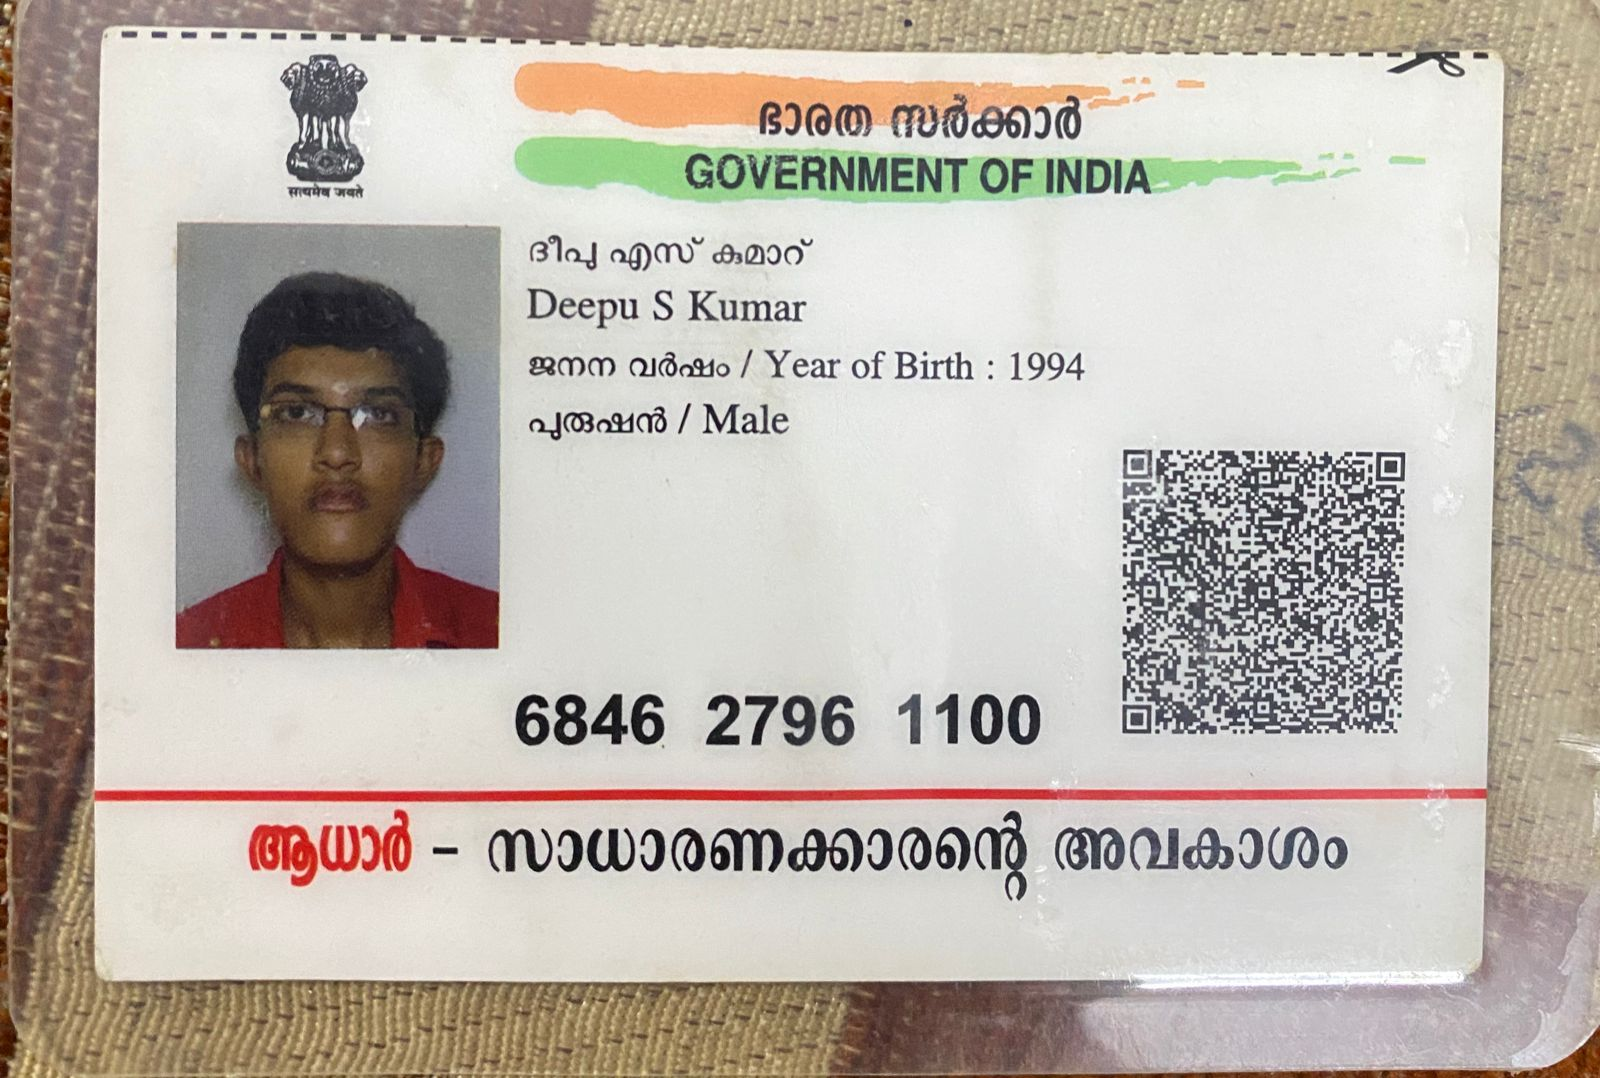 सत्यमेव जयते
ഭാരത സർക്കാർ
GOVERNMENT OF INDIA
ദീപു എസ് കുമാറ്
Deepu S Kumar
ജനന വർഷം / Year of Birth : 1994
പുരുഷൻ / Male
6846 2796 1100
ആധാർ - സാധാരണക്കാരന്റെ അവകാശം